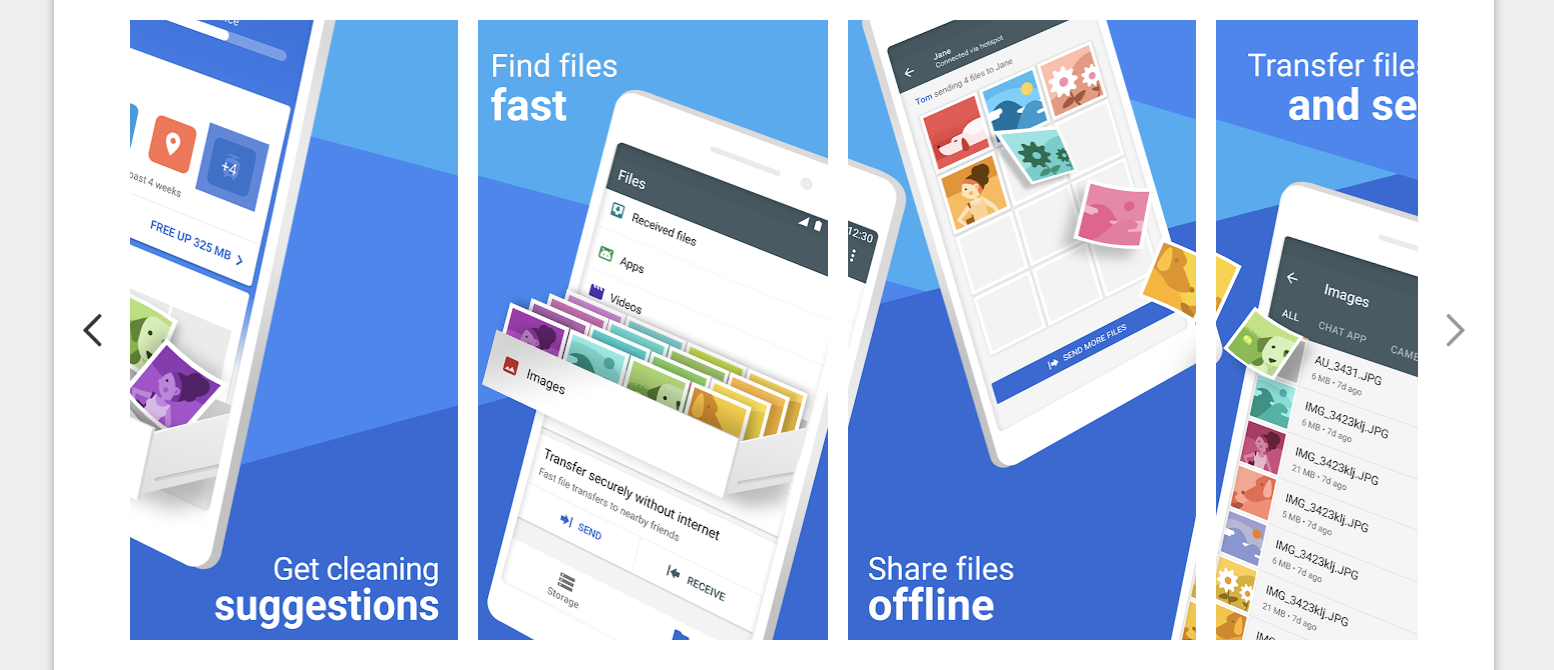 +4
past 4 weeks
FREE UP 325 MB
Get cleaning
suggestions
Find files
fast
Files
Received files
Apps
Videos
Images
Transfer securely without internet
Fast file transfers to nearby friends
SEND
RECEIVE
Storage
12:30
Jane
Connected via hotspot
Tom sending 4 files to Jane
SEND MORE FILES
Share files
offline
Transfer files
and se
Images
ALL
CHAT APP
CAME
AU_3431.JPG
6 MB • 7d ago
IMG_3423klj.JPG
6 MB • 7d ago
IMG_3423klj.JPG
21 MB • 7d ago
IMG_3423klj.JPG
5 MB • 7d ago
IMG_3423klj.JPG
6 MB • 7d ago
IMG_3423klj.JPG
21 MB • 7d ago